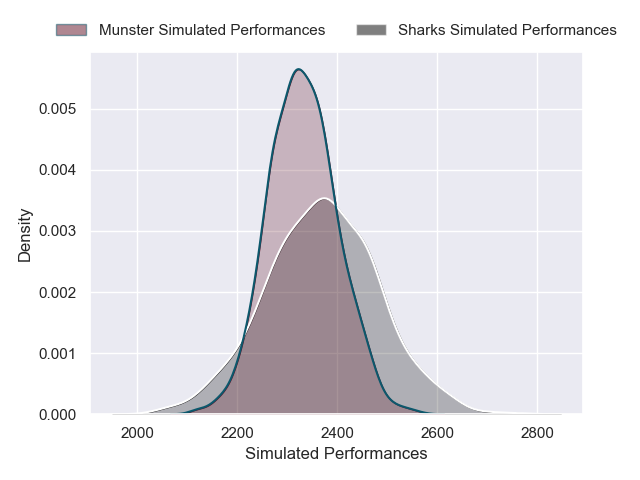 Munster Simulated Performances
Sharks Simulated Performances
Density
0.005
0.004
0.003
0.002
0.001
0.000
2000 2200 2400 2600 2800
Simulated Performances